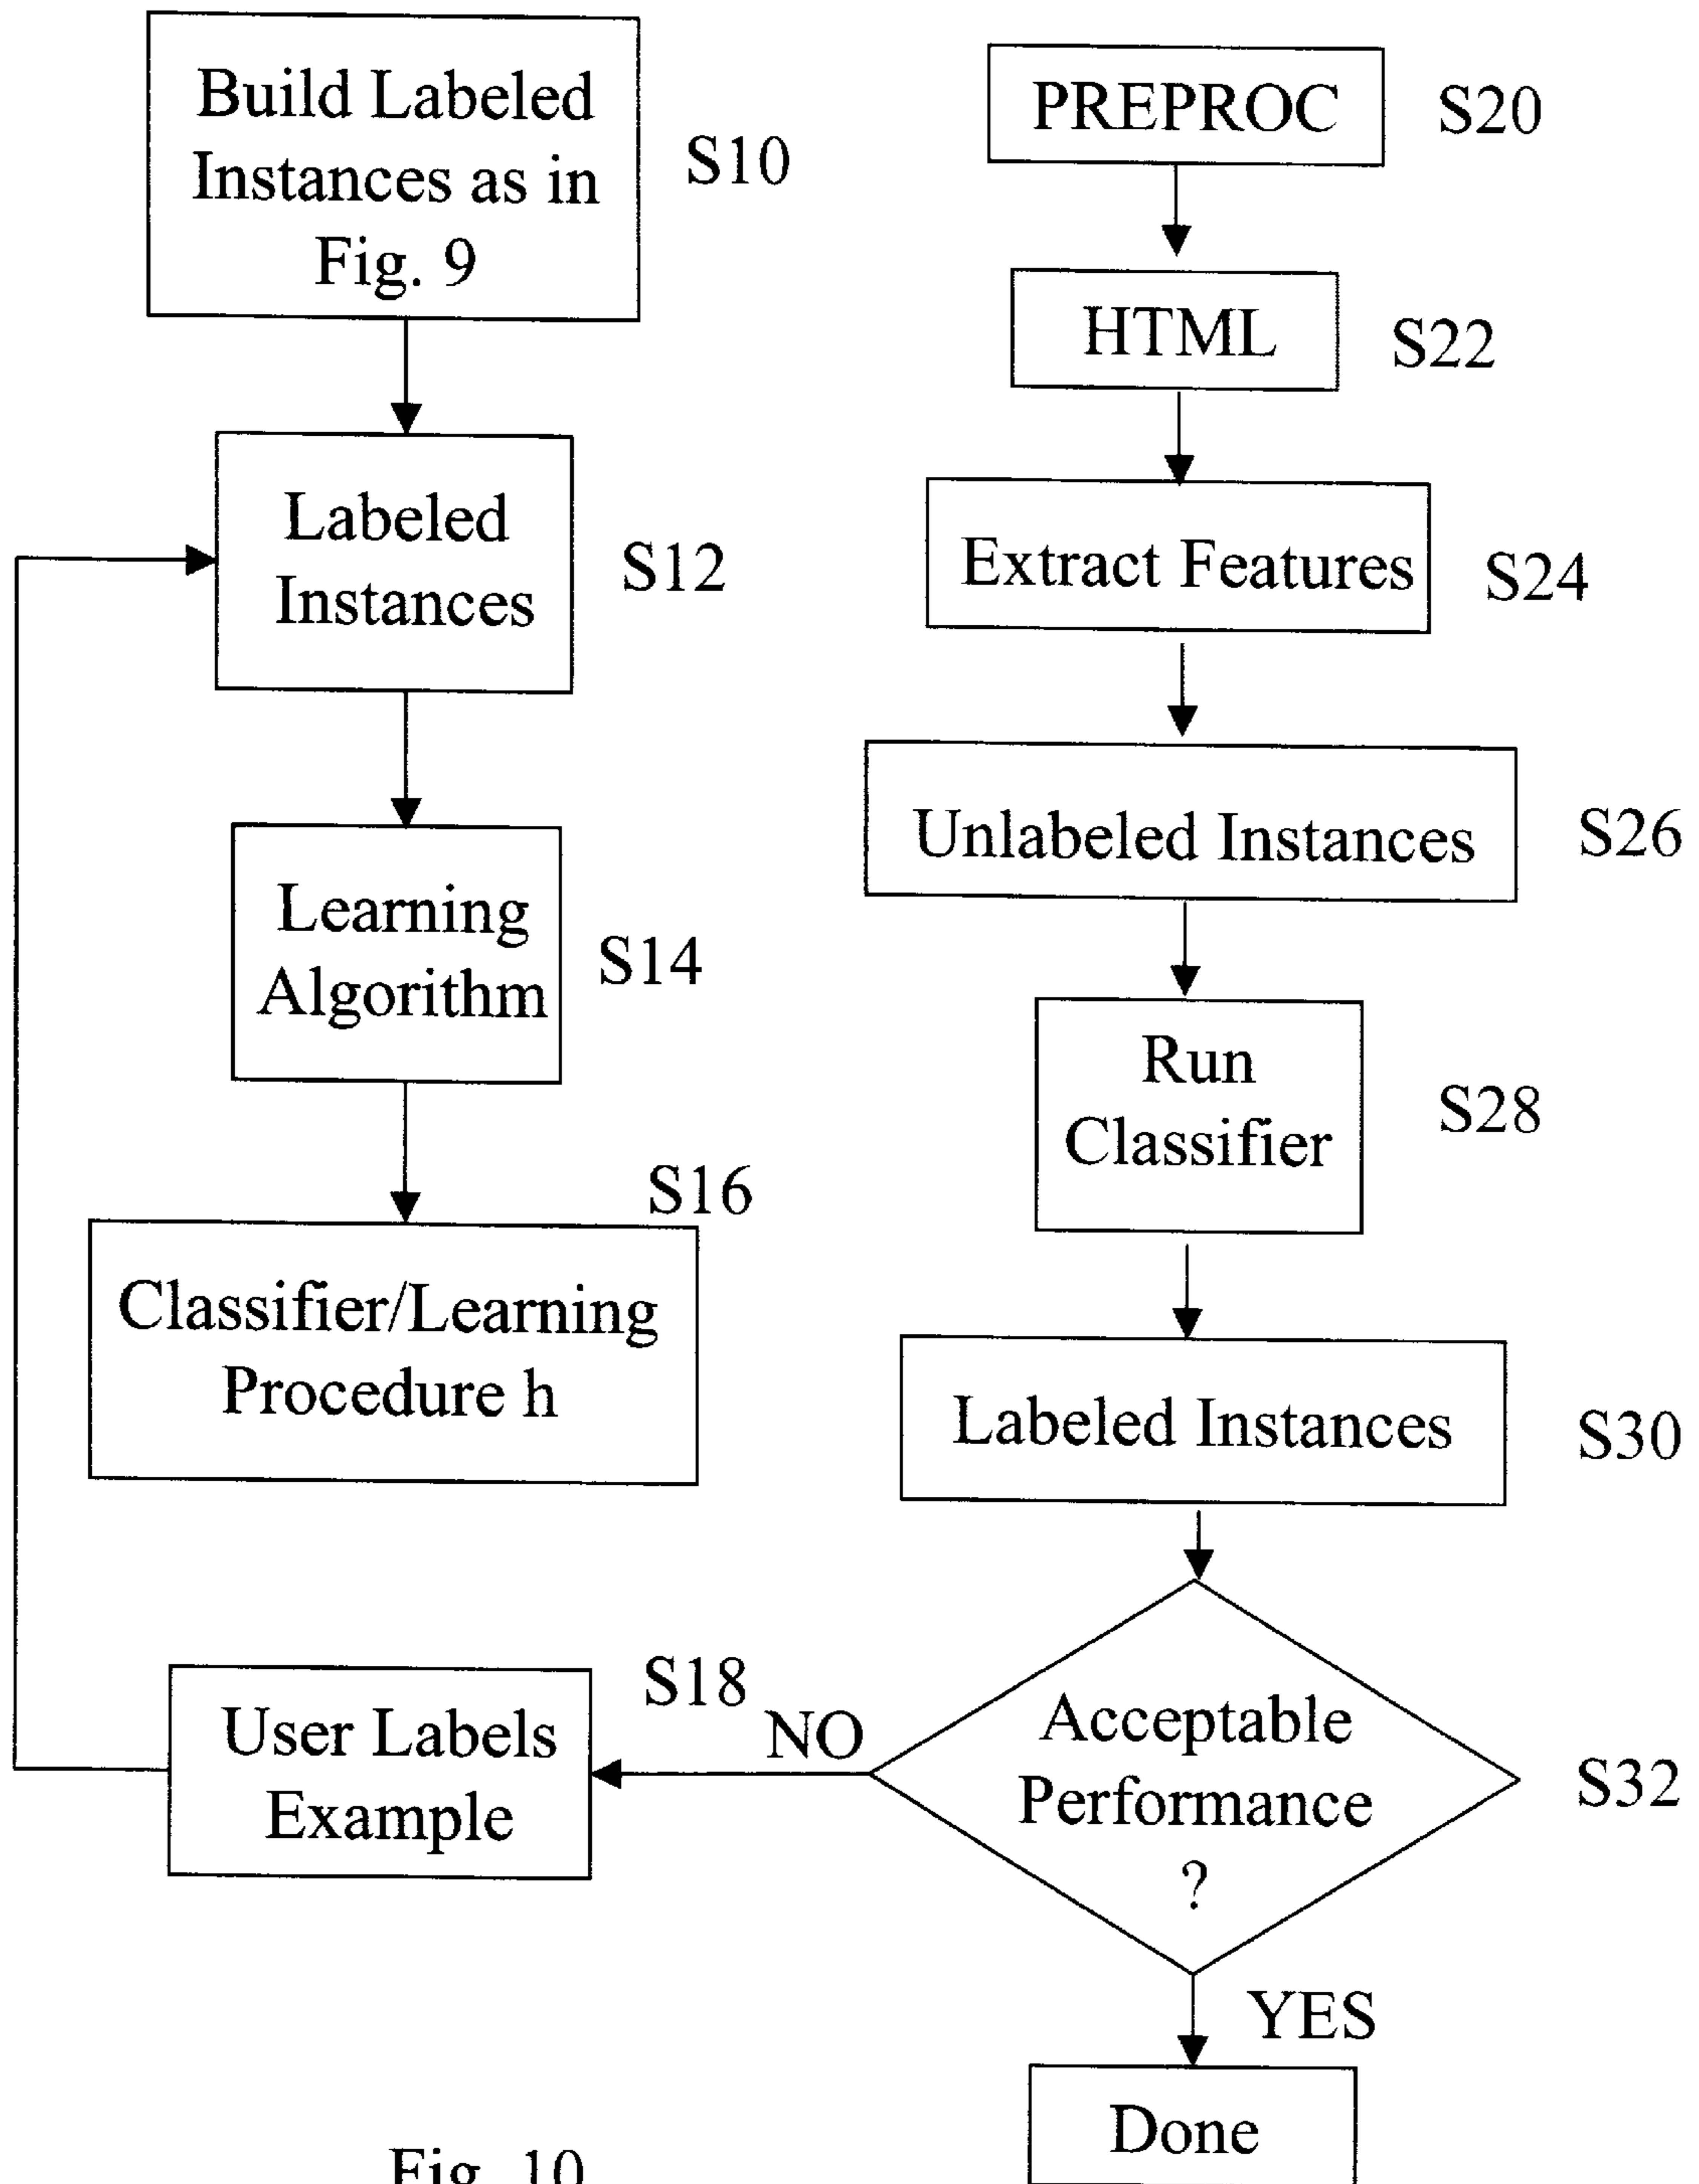 Build Labeled
Instances as in
Fig. 9
S10
Labeled
Instances
S12
Learning
Algorithm
S14
S16
Classifier/Learning
Procedure h
S18
User Labels
Example
PREPROC
S20
HTML
S22
Extract Features
S24
Unlabeled Instances
S26
Run
Classifier
S28
Labeled Instances
S30
Acceptable
Performance
?
S32
NO
YES
Done
Fig. 10